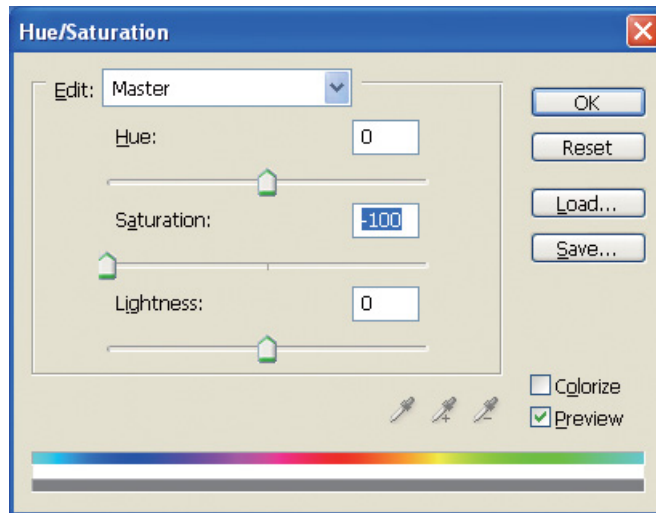 Hue/Saturation
Edit: Master
OK
Hue: 0
Reset
Saturation: -100
Load...
Save...
Lightness: 0
Colorize
Preview